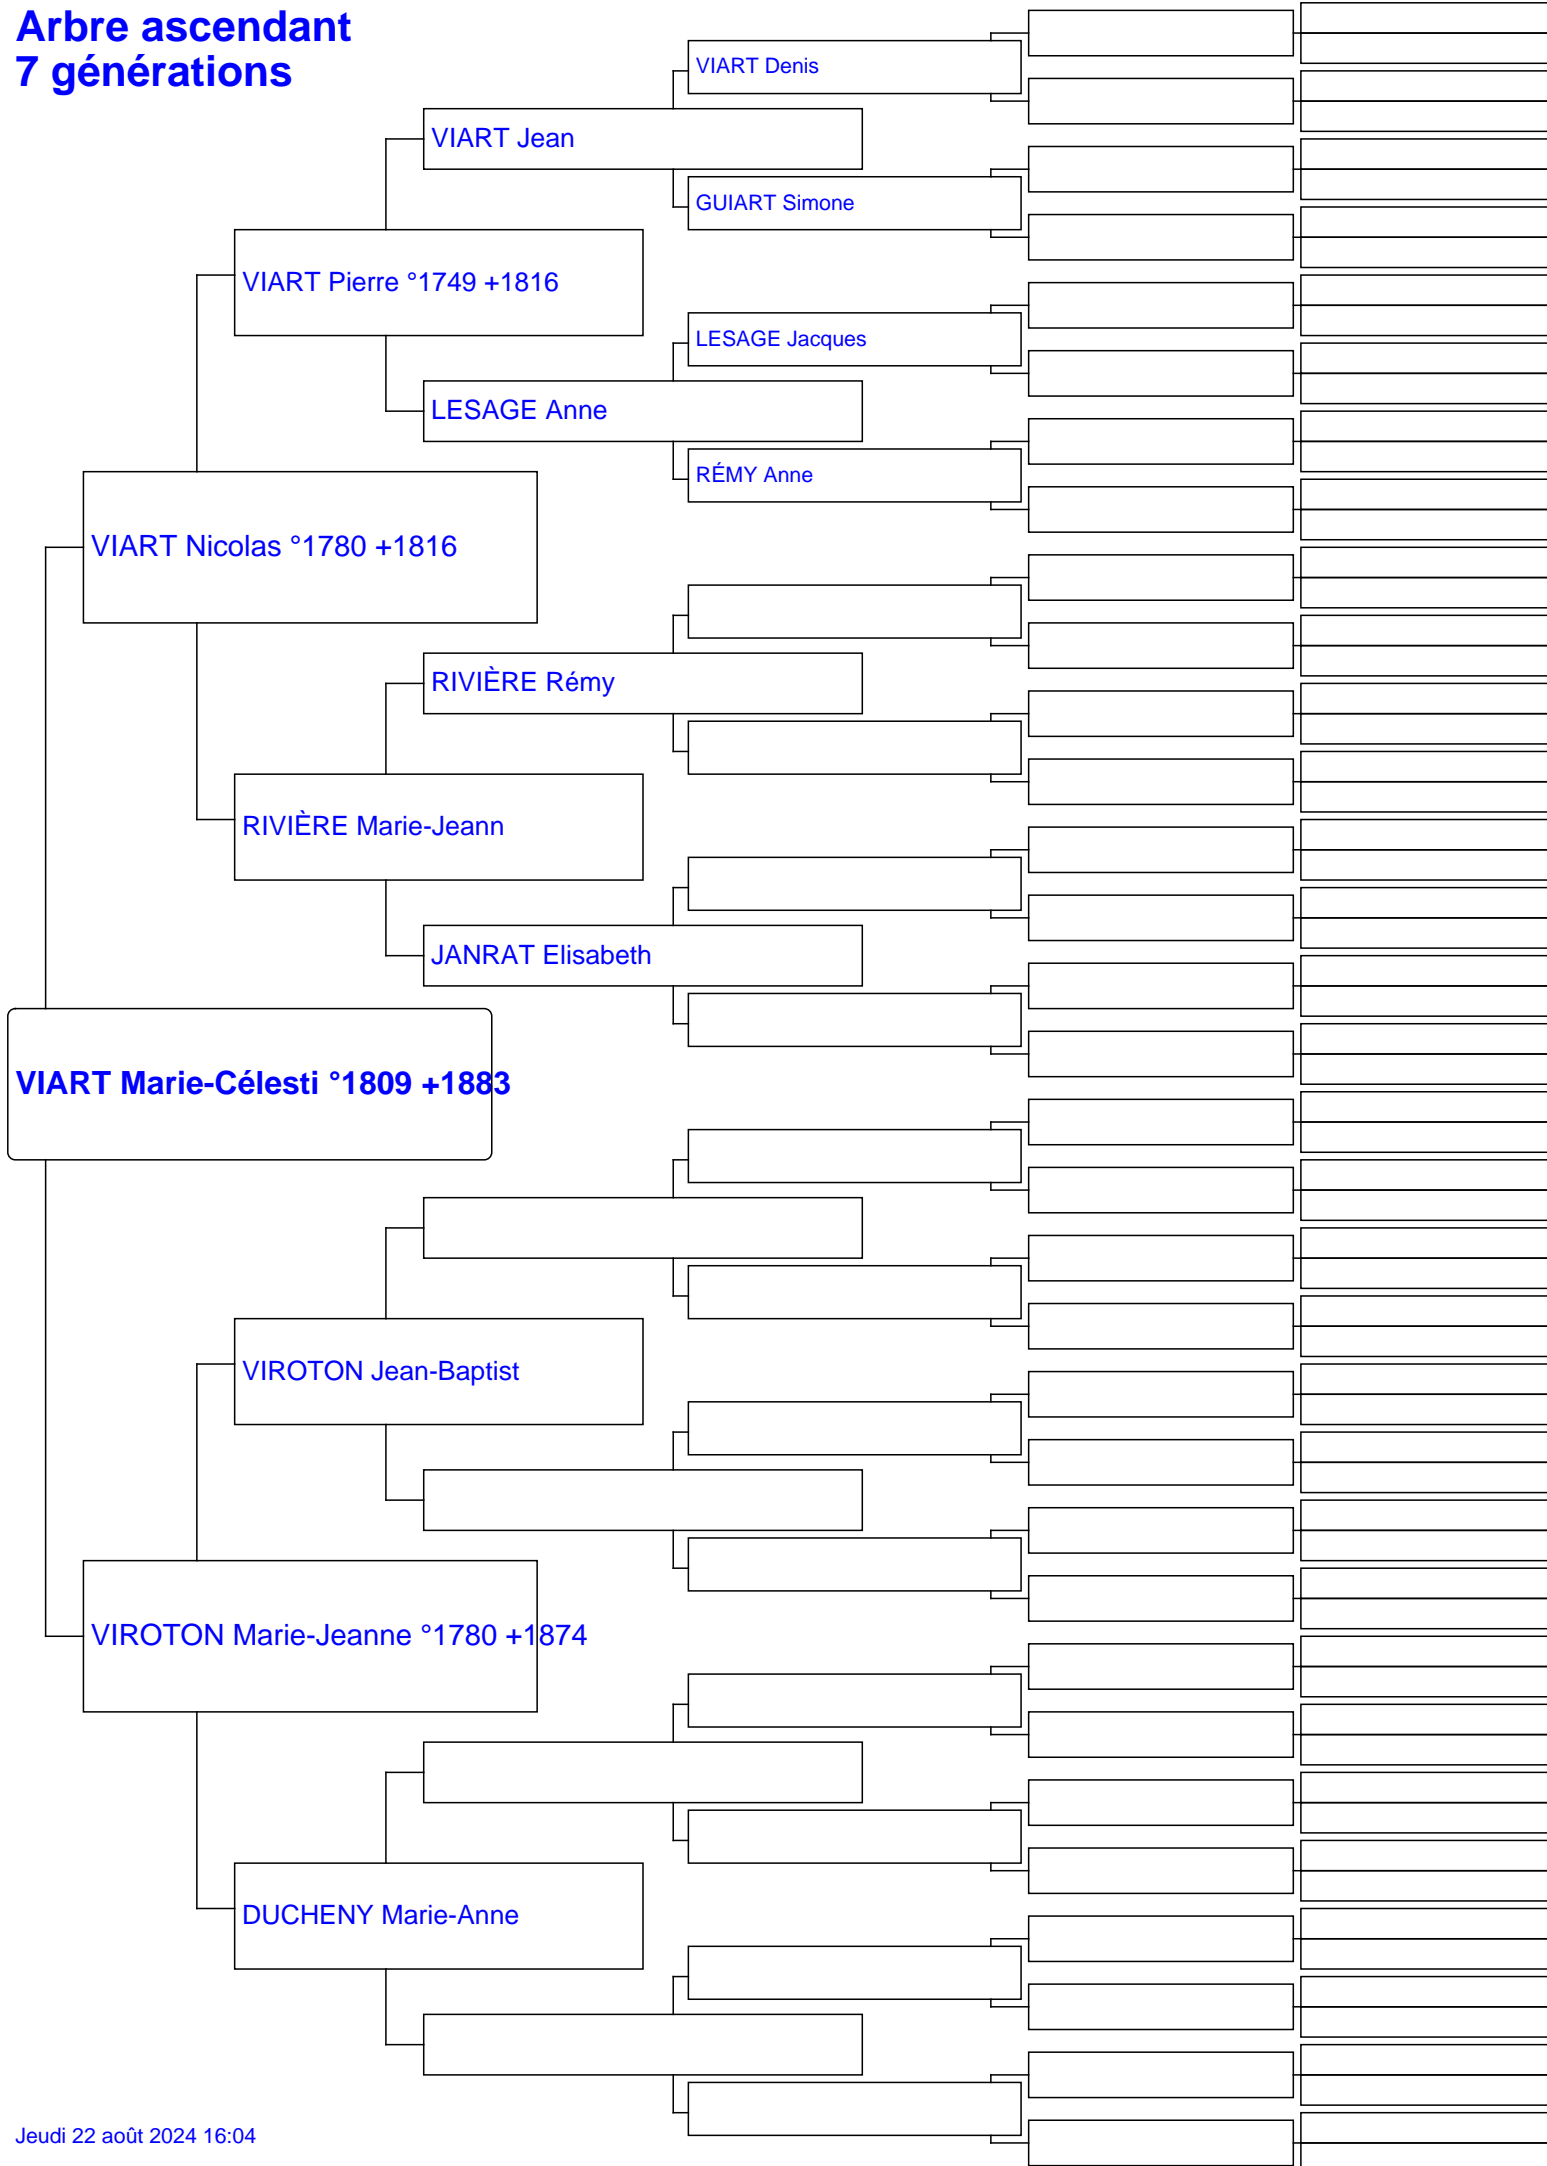 Arbre ascendant
7 générations
VIART Denis
VIART Jean
GUIART Simone
VIART Pierre °1749 +1816
LESAGE Jacques
LESAGE Anne
RÉMY Anne
VIART Nicolas °1780 +1816
RIVIÈRE Rémy
RIVIÈRE Marie-Jeann
JANRAT Elisabeth
VIART Marie-Célesti °1809 +1883
VIROTON Jean-Baptist
VIROTON Marie-Jeanne °1780 +1874
DUCHENY Marie-Anne
Jeudi 22 août 2024 16:04